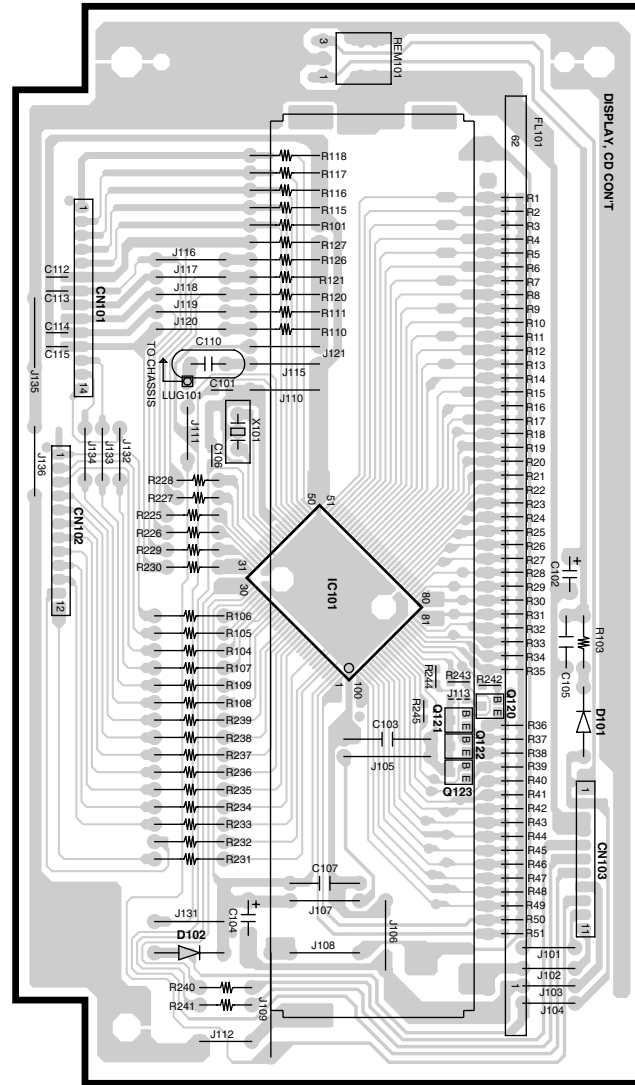 3
REM101
1
DISPLAY, CD CON'T
FL101
62
R118
R117
R116
R115
R101
R127
R126
R121
R120
R111
R110
J121
J115
J110
1
CN101
14
C112
C113
C114
C115
J135
J116
J117
J118
J119
J120
TO CHASSIS
C110
LUG101
C101
J111
C106
X101
J136
1
CN102
12
J134
J133
J132
R228
R227
R225
R226
R229
R230
50
51
31
30
IC101
80
81
1
100
R106
R105
R104
R107
R109
R108
R239
R238
R237
R236
R235
R234
R233
R232
R231
R1
R2
R3
R4
R5
R6
R7
R8
R9
R10
R11
R12
R13
R14
R15
R16
R17
R18
R19
R20
R21
R22
R23
R24
R25
R26
R27
R28
R29
R30
R31
R32
R33
R34
R35
R36
R37
R38
R39
R40
R41
R42
R43
R44
R45
R46
R47
R48
R49
R50
R51
+
C102
R103
C105
D101
R244
R243
R242
J113
R245
Q120
B E
Q121
B E
Q122
B E
B E
Q123
C103
J105
1
CN103
11
C107
J107
J106
J108
J131
D102
C104
+
R240
R241
J109
J112
J101
J102
1
J103
J104